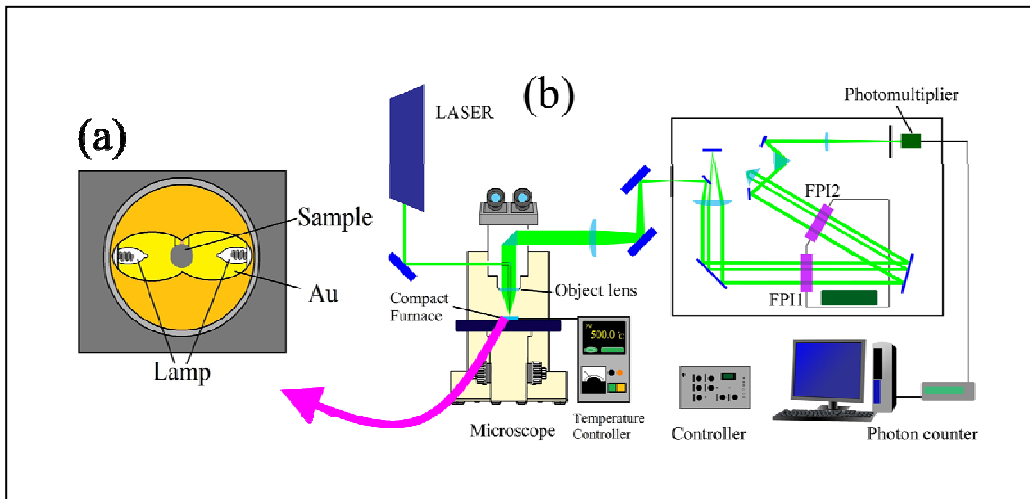 (a)
Sample
Au
Lamp
(b)
LASER
Object lens
Compact
Furnace
PV
500.0 °C
Microscope
Temperature
Controller
Photomultiplier
FPI2
FPI1
Controller
Photon counter